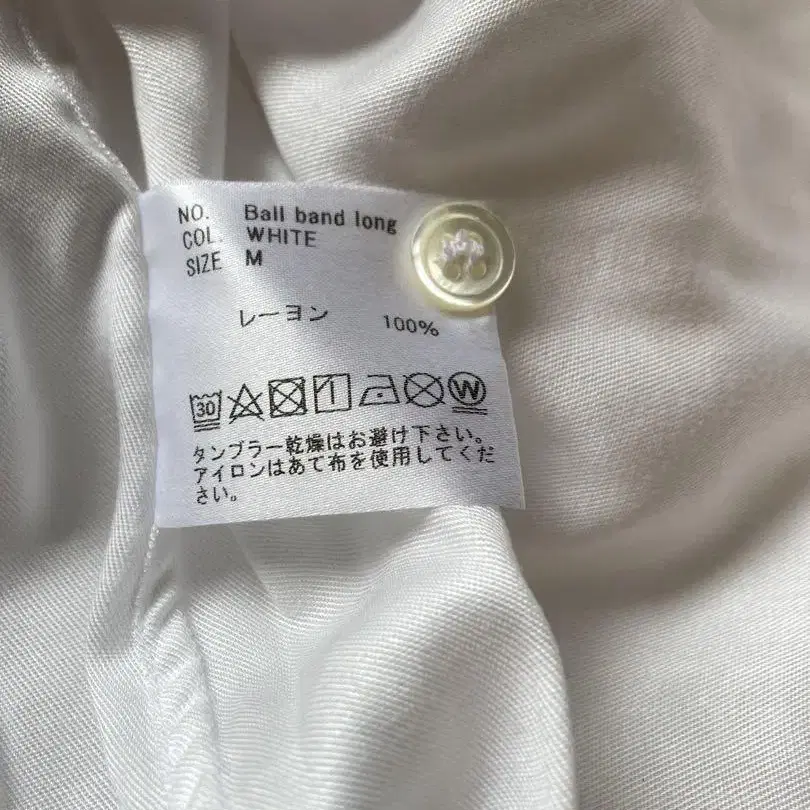 NO. Ball band long
COL. WHITE
SIZE M
レーヨン 100%
30 W
タンブラー乾燥はお避け下さい。
アイロンはあて布を使用してくだ
さい。